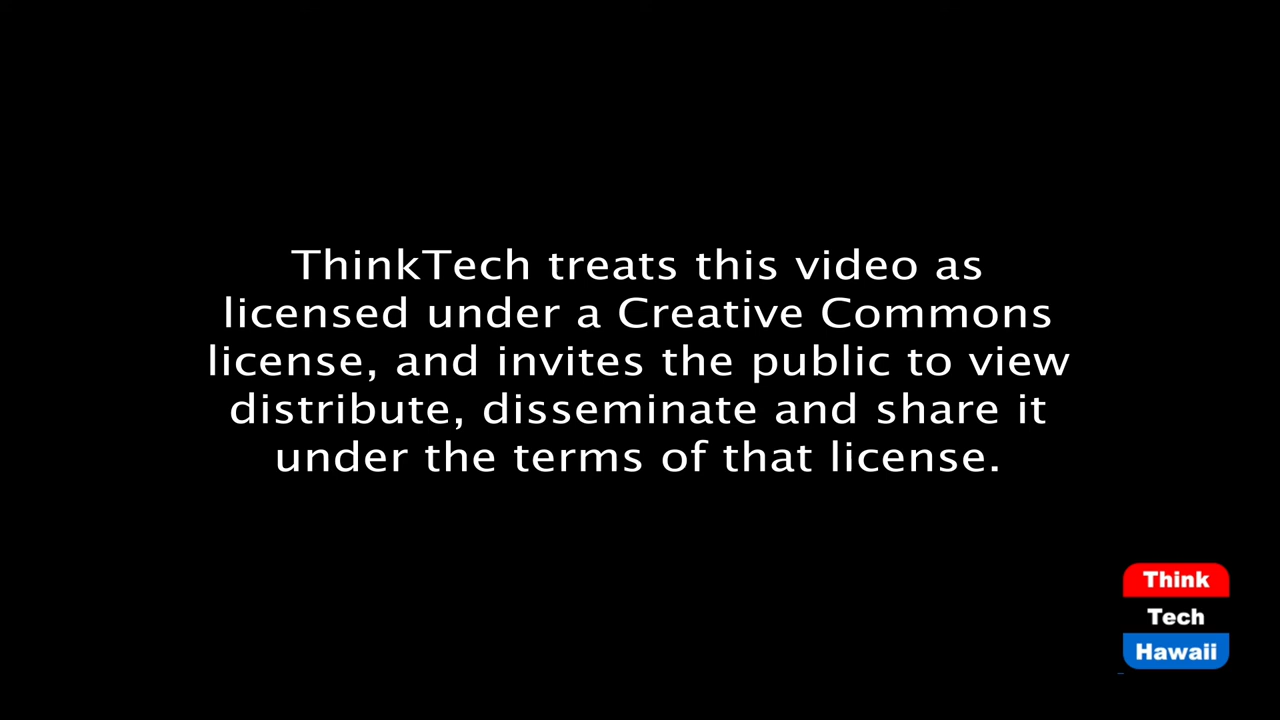 ThinkTech treats this video as
licensed under a Creative Commons
license, and invites the public to view
distribute, disseminate and share it
under the terms of that license.
Think
Tech
Hawaii